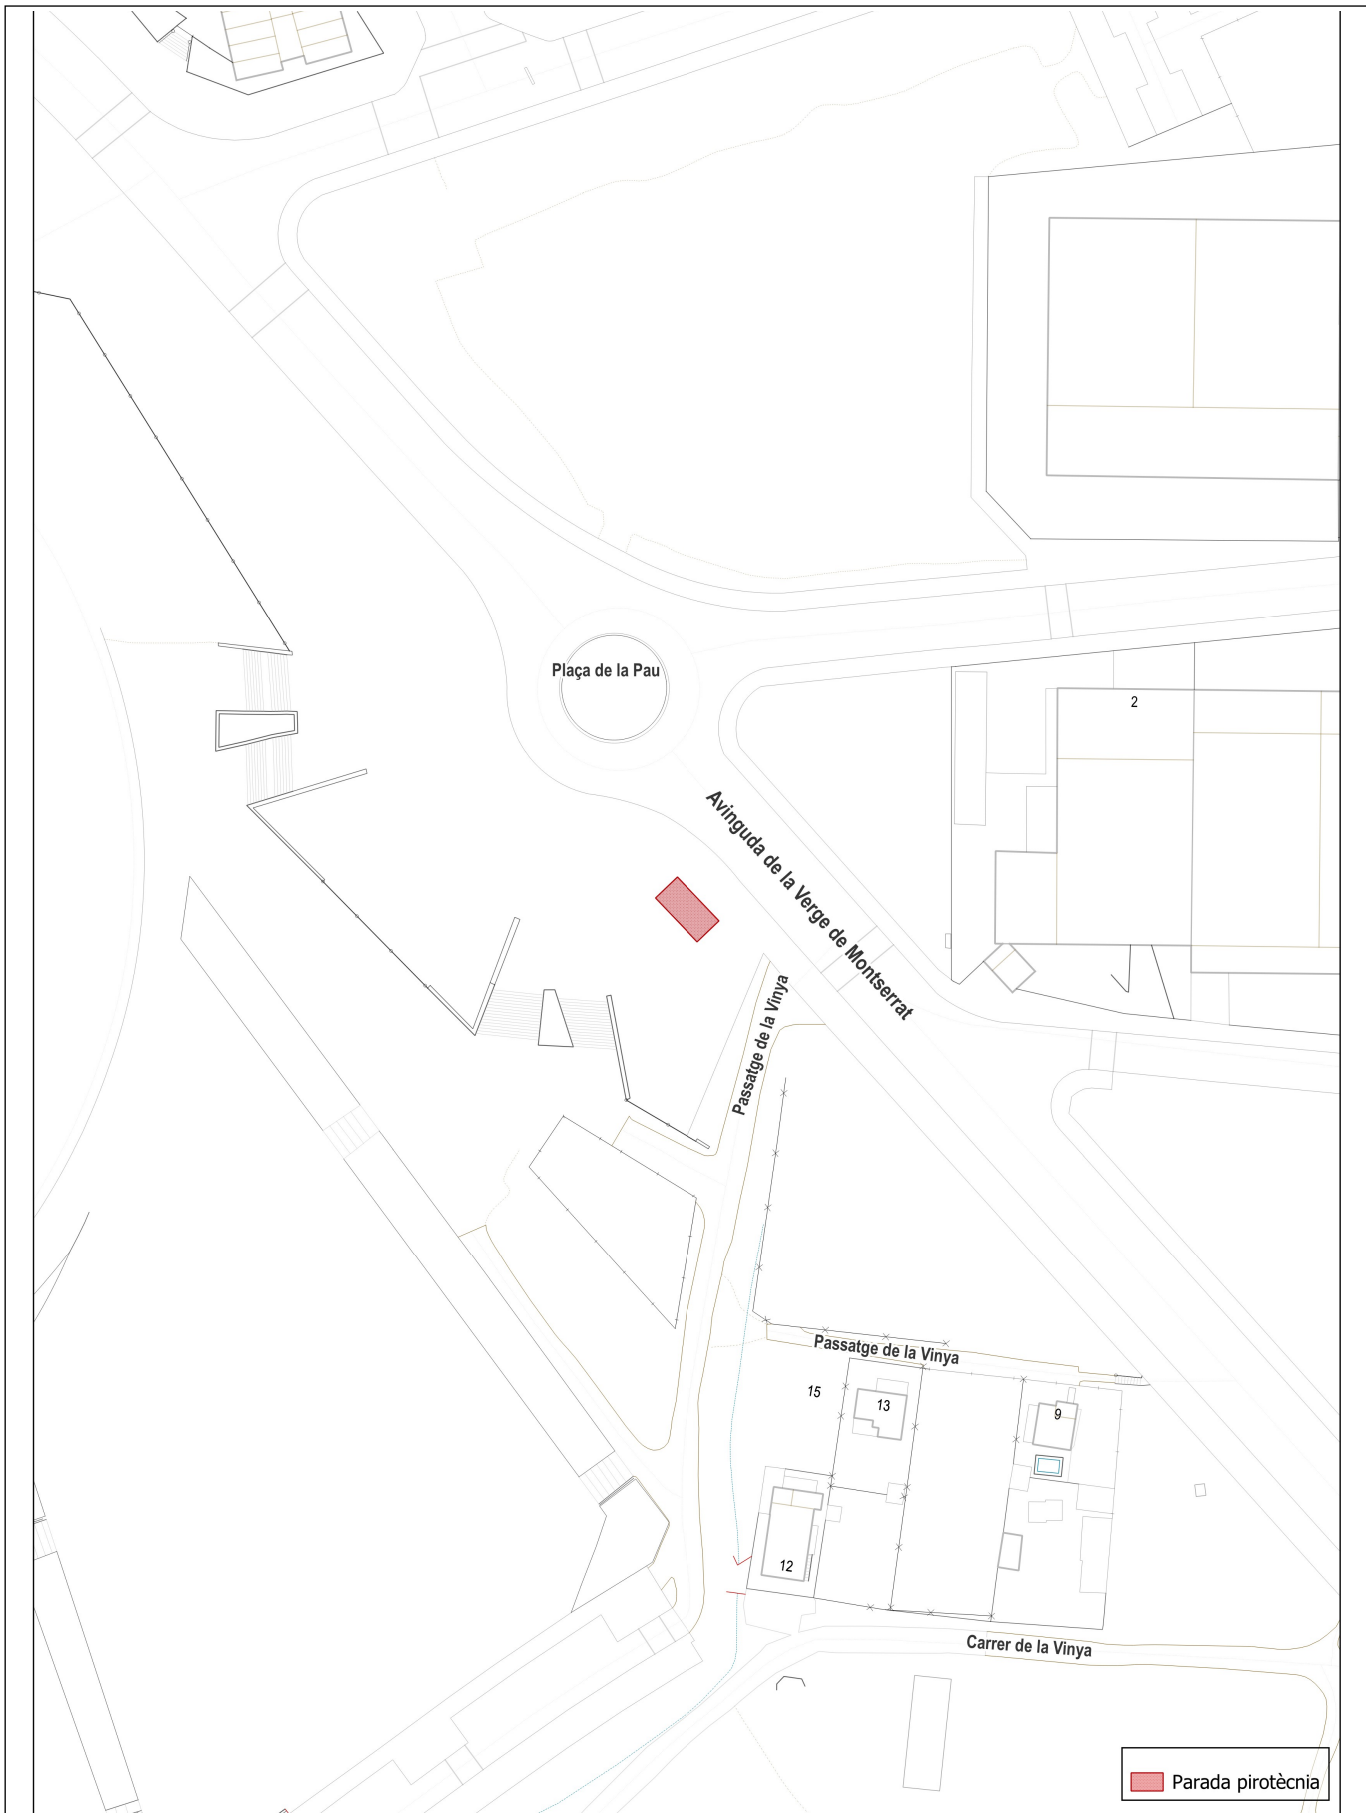 Plaça de la Pau
2
Avinguda de la Verge de Montserrat
Passatge de la Vinya
Passatge de la Vinya
15
13
9
12
Carrer de la Vinya
Parada pirotècnia